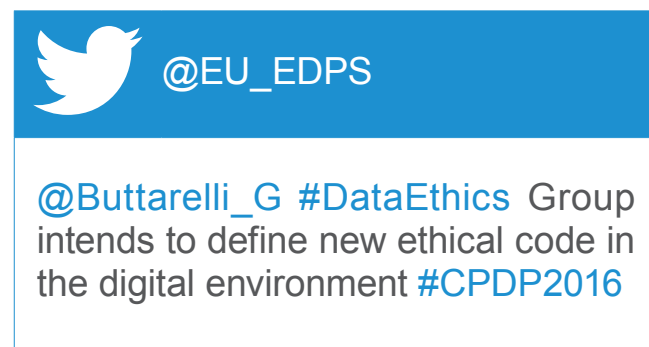 @EU_EDPS
@Buttarelli_G #DataEthics Group
intends to define new ethical code in
the digital environment #CPDP2016